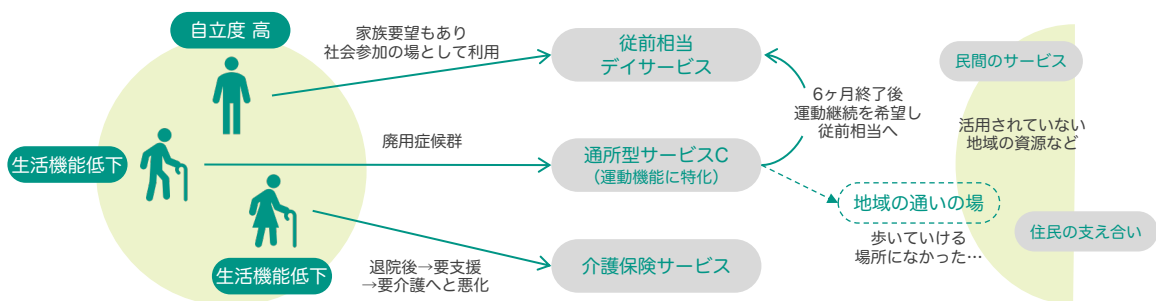 自立度 高
家族要望もあり
社会参加の場として利用
従前相当
デイサービス
民間のサービス
6ヶ月終了後
運動継続を希望し
従前相当へ
活用されていない
地域の資源など
生活機能低下
廃用症候群
通所型サービスC
(運動機能に特化)
地域の通いの場
歩いていける
場所になかった…
住民の支え合い
生活機能低下
退院後→要支援
→要介護へと悪化
介護保険サービス